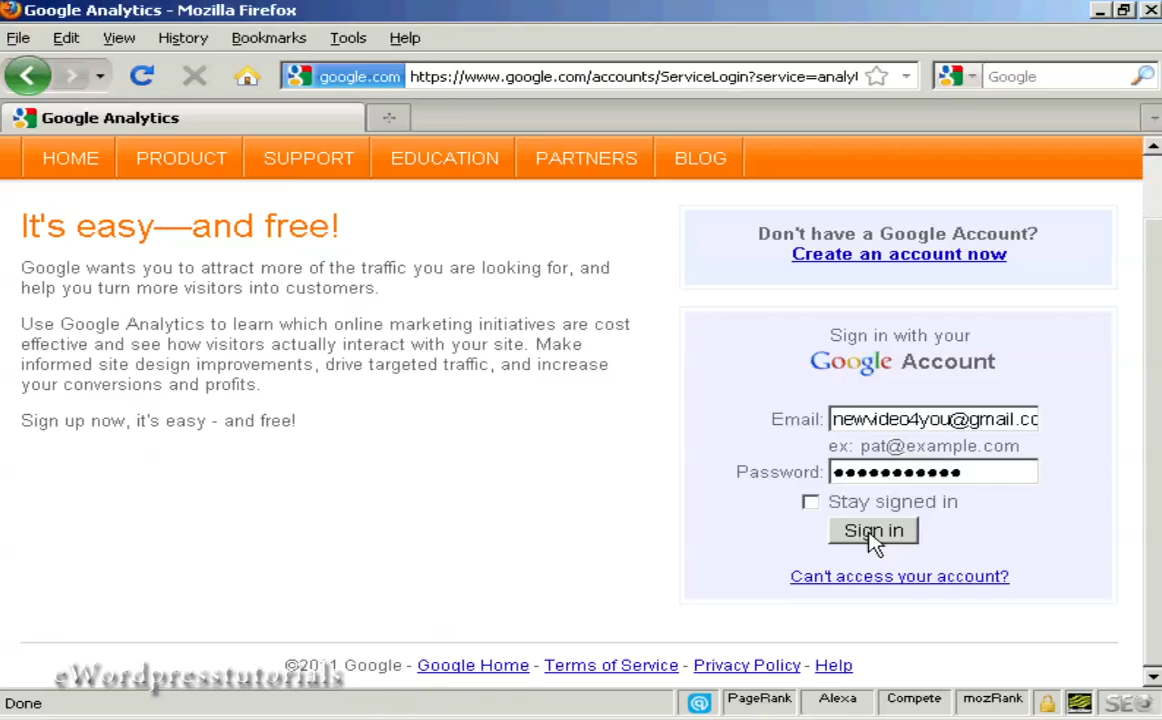 Google Analytics - Mozilla Firefox
File Edit View History Bookmarks Tools Help
google.com https://www.google.com/accounts/ServiceLogin?service=analyt Google
Google Analytics
HOME PRODUCT SUPPORT EDUCATION PARTNERS BLOG
It's easy—and free!
Google wants you to attract more of the traffic you are looking for, and
help you turn more visitors into customers.
Use Google Analytics to learn which online marketing initiatives are cost
effective and see how visitors actually interact with your site. Make
informed site design improvements, drive targeted traffic, and increase
your conversions and profits.
Sign up now, it's easy - and free!
Don't have a Google Account?
Create an account now
Sign in with your
Google Account
Email: newvideo4you@gmail.co
ex: pat@example.com
Password:
Stay signed in
Sign in
Can't access your account?
©2011 Google - Google Home - Terms of Service - Privacy Policy - Help
eWordpresstutorials
Done PageRank Alexa Compete mozRank SEO